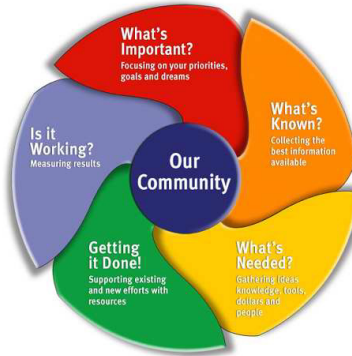 What's
Important?
Focusing on your priorities,
goals and dreams
What's
Known?
Collecting the
best information
available
What's
Needed?
Gathering ideas
knowledge, tools,
dollars and
people
Getting
it Done!
Supporting existing
and new efforts with
resources
Is it
Working?
Measuring results
Our
Community